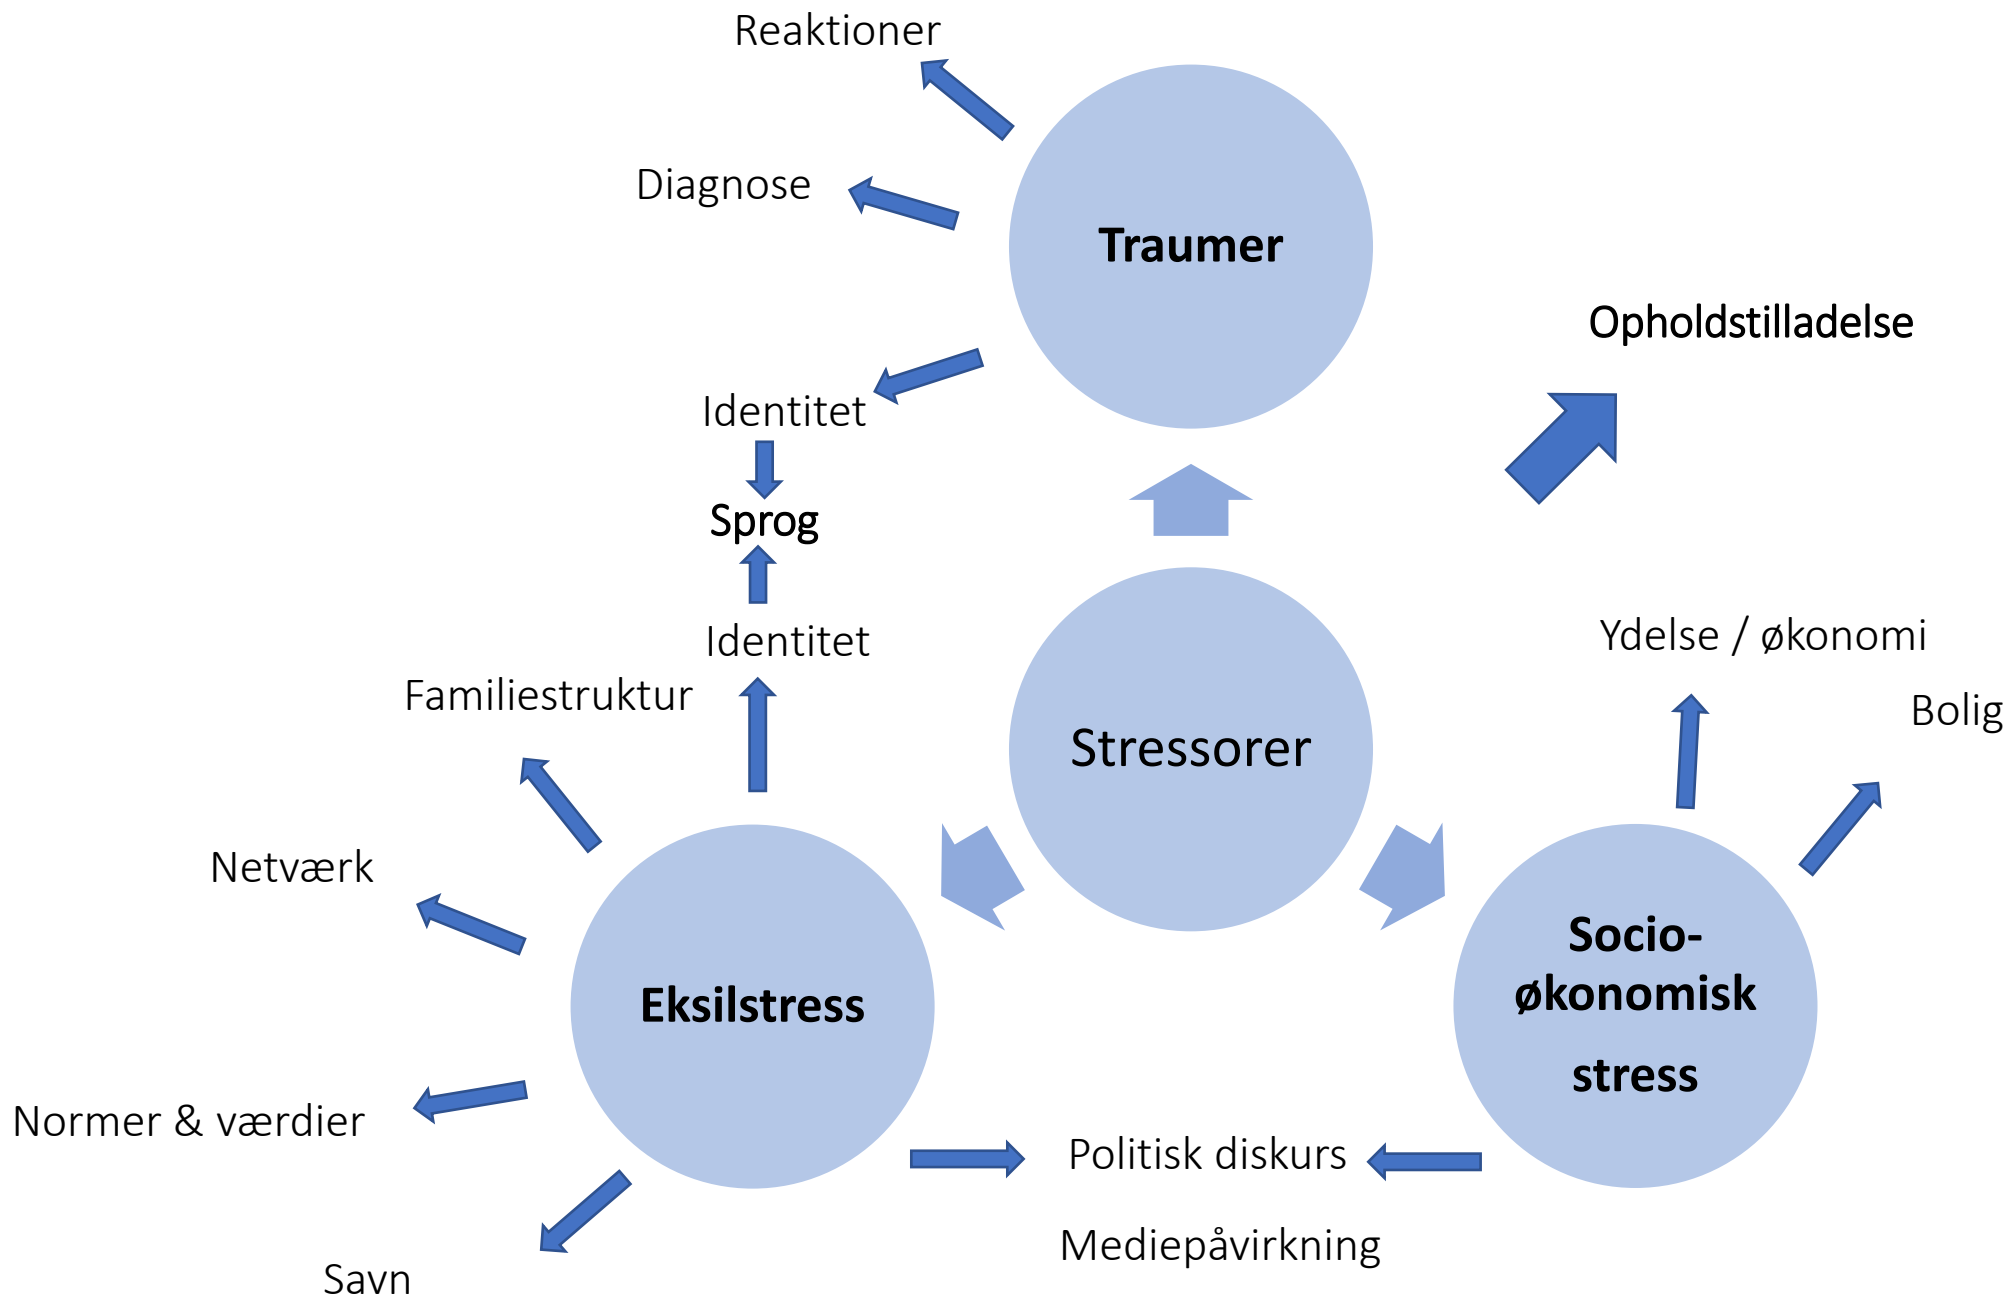 Reaktioner
Diagnose
Traumer
Opholdstilladelse
Identitet
Sprog
Identitet
Ydelse / økonomi
Familiestruktur
Bolig
Stressorer
Netværk
Socio-
økonomisk
stress
Eksilstress
Normer & værdier
Politisk diskurs
Mediepåvirkning
Savn